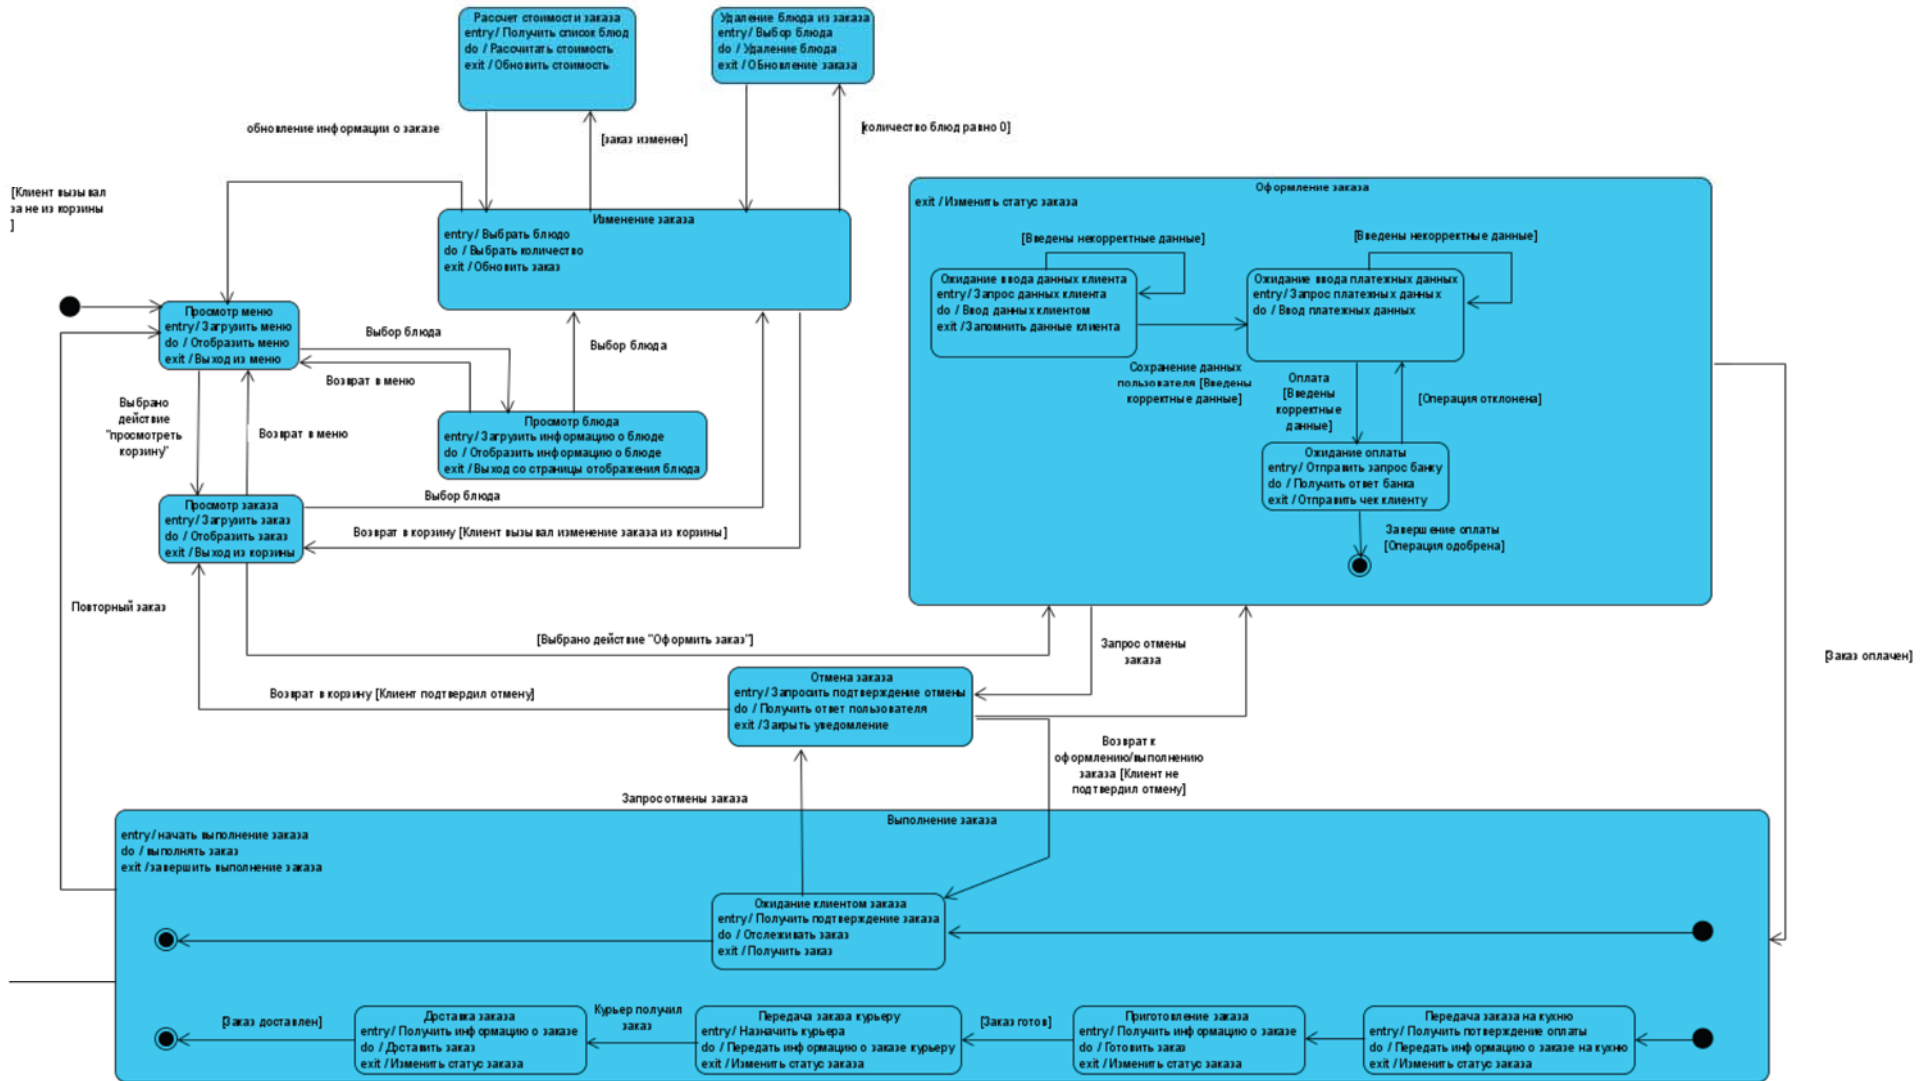 Рассчет стоимости заказа
entry / Получить список блюд
do / Рассчитать стоимость
exit / Обновить стоимость
Удаление блюда из заказа
entry / Выбор блюда
do / Удаление блюда
exit / ОБновление заказа
обновление информации о заказе
[заказ изменен]
[количество блюд равно 0]
[Клиент вызывал
за не из корзины
]
Изменение заказа
entry / Выбрать блюдо
do / Выбрать количество
exit / Обновить заказ
Оформление заказа
exit / Изменить статус заказа
[Введены некорректные данные]
[Введены некорректные данные]
Ожидание ввода данных клиента
entry / Запрос данных клиента
do / Ввод данных клиентом
exit / Запомнить данные клиента
Ожидание ввода платежных данных
entry / Запрос платежных данных
do / Ввод платежных данных
Просмотр меню
entry / Загрузить меню
do / Отобразить меню
exit / Выход из меню
Выбор блюда
Возврат в меню
Выбор блюда
Сохранение данных
пользователя [Введены
корректные данные]
Оплата
[Введены
корректные
данные]
[Операция отклонена]
Выбрано
действие
"просмотреть
корзину"
Возврат в меню
Просмотр блюда
entry / Загрузить информацию о блюде
do / Отобразить информацию о блюде
exit / Выход со страницы отображения блюда
Ожидание оплаты
entry / Отправить запрос банку
do / Получить ответ банка
exit / Отправить чек клиенту
Просмотр заказа
entry / Загрузить заказ
do / Отобразить заказ
exit / Выход из корзины
Выбор блюда
Возврат в корзину [Клиент вызывал изменение заказа из корзины]
Завершение оплаты
[Операция одобрена]
Повторный заказ
[Выбрано действие "Оформить заказ"]
Запрос отмены
заказа
[Заказ оплачен]
Возврат в корзину [Клиент подтвердил отмену]
Отмена заказа
entry / Запросить подтверждение отмены
do / Получить ответ пользователя
exit / Закрыть уведомление
Возврат к
оформлению/выполнению
заказа [Клиент не
подтвердил отмену]
Запрос отмены заказа
Выполнение заказа
entry / начать выполнение заказа
do / выполнять заказ
exit / завершить выполнение заказа
Ожидание клиентом заказа
entry / Получить подтверждение заказа
do / Отслеживать заказ
exit / Получить заказ
[Заказ доставлен]
Доставка заказа
entry / Получить информацию о заказе
do / Доставить заказ
exit / Изменить статус заказа
Курьер получил
заказ
Передача заказа курьеру
entry / Назначить курьера
do / Передать информацию о заказе курьеру
exit / Изменить статус заказа
[Заказ готов]
Приготовление заказа
entry / Получить информацию о заказе
do / Готовить заказ
exit / Изменить статус заказа
Передача заказа на кухню
entry / Получить потверждение оплаты
do / Передать информацию о заказе на кухню
exit / Изменить статус заказа